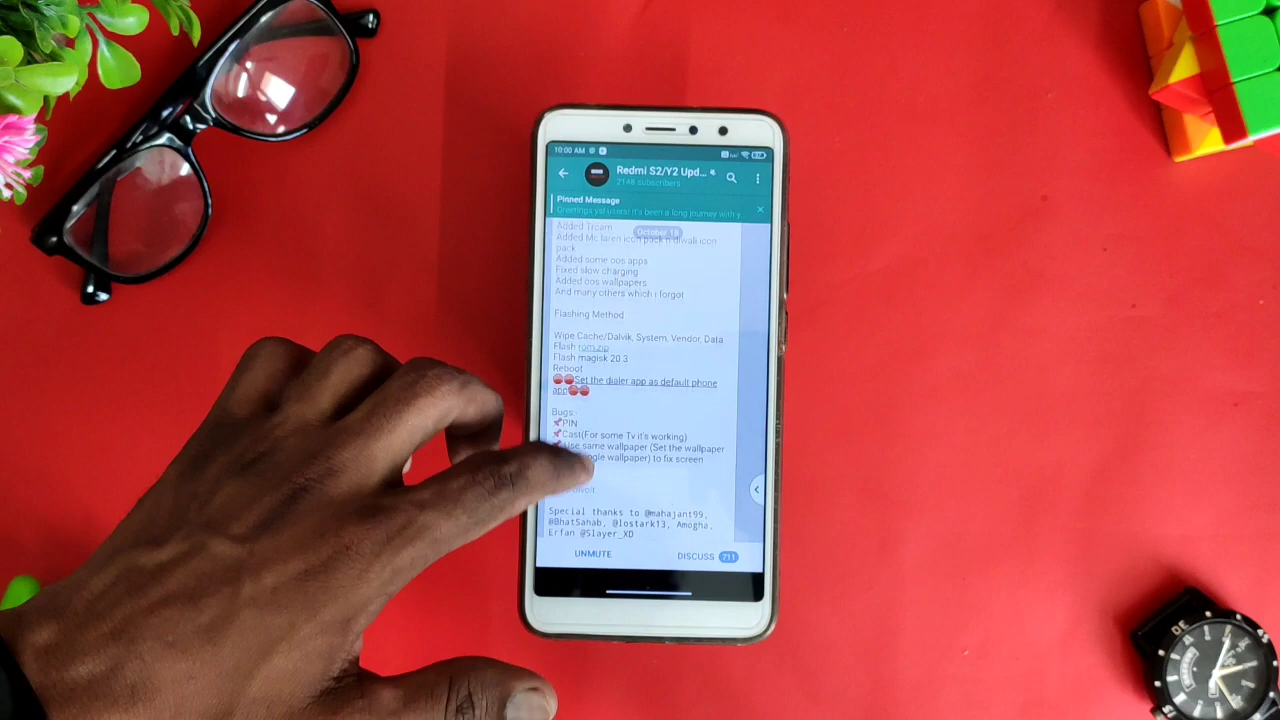 10:00 AM
Redmi S2/Y2 Upd...
2148 subscribers
Pinned Message
Greetings ys! Users! it's been a long journey with y
Added Trcam
October 18
Added Mc laren icon pack n diwali icon
pack
Added some oos apps
Fixed slow charging
Added oos wallpapers
And many others which i forgot
Flashing Method
Wipe Cache/Dalvik, System, Vendor, Data
Flash rom.zip
Flash magisk 20.3
Reboot
Set the dialer app as default phone
app
Bugs:-
PIN
Cast(For some Tv it's working)
Use same wallpaper (Set the wallpaper
wallpaper) to fix screen
Special thanks to @mahajant99,
@BhatSahab, @lostark13, Amogha,
Erfan @Slayer_XD
UNMUTE
DISCUSS 711
DE